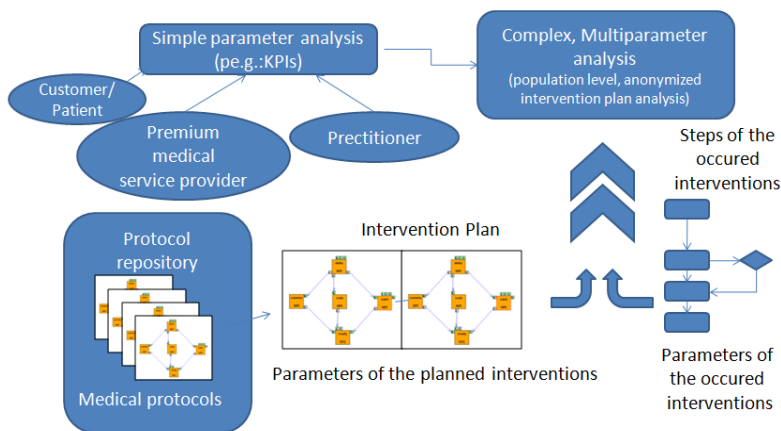 Simple parameter analysis
(pe.g.:KPIs)
Complex, Multiparameter
analysis
(population level, anonymized
intervention plan analysis)
Customer/
Patient
Premium
medical
service provider
Prectitioner
Steps of the
occured
interventions
Protocol
repository
Medical protocols
Intervention Plan
Parameters of the planned interventions
Parameters of
the occured
interventions